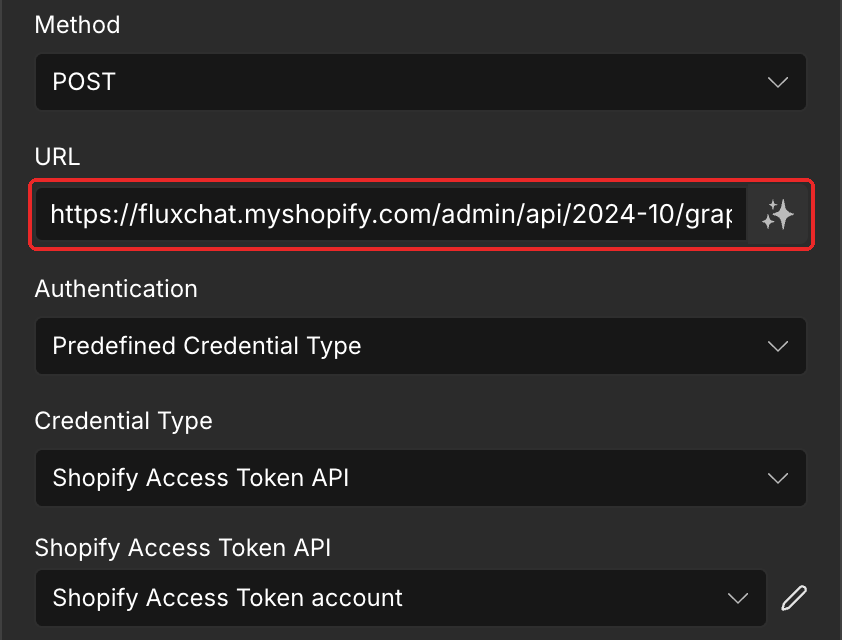 Method
POST
URL
https://fluxchat.myshopify.com/admin/api/2024-10/grap
Authentication
Predefined Credential Type
Credential Type
Shopify Access Token API
Shopify Access Token API
Shopify Access Token account